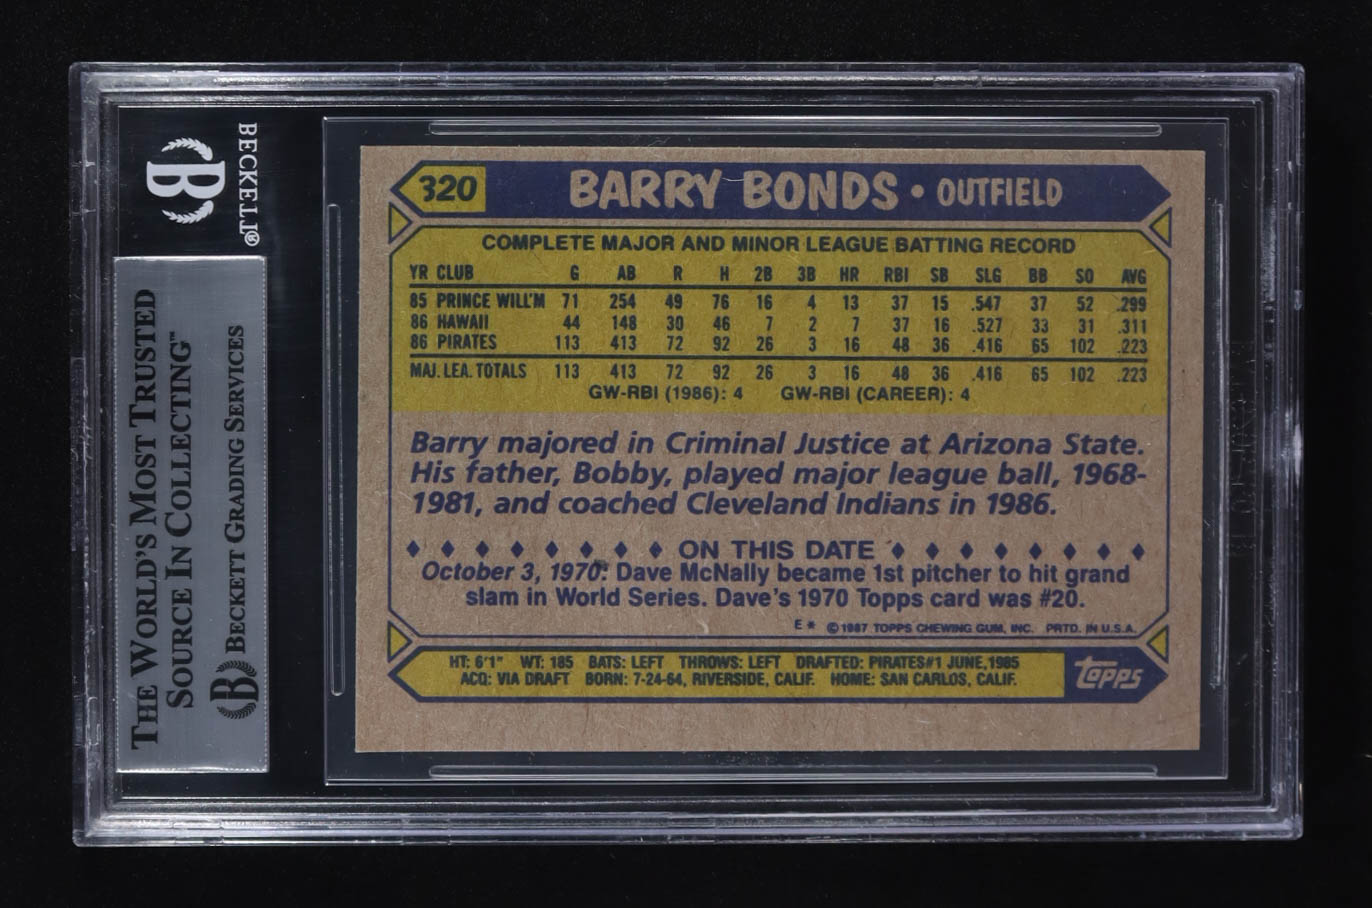 BECKETT®
B
THE WORLD'S MOST TRUSTED
SOURCE IN COLLECTING™
B BECKETT GRADING SERVICES
320 BARRY BONDS • OUTFIELD
COMPLETE MAJOR AND MINOR LEAGUE BATTING RECORD
YR CLUB G AB R H 2B 3B HR RBI SB SLG BB SO AVG
85 PRINCE WILL'M 71 254 49 76 16 4 13 37 15 .547 37 52 .299
86 HAWAII 44 148 30 46 7 2 7 37 16 .527 33 31 .311
86 PIRATES 113 413 72 92 26 3 16 48 36 .416 65 102 .223
MAJ. LEA. TOTALS 113 413 72 92 26 3 16 48 36 .416 65 102 .223
GW-RBI (1986): 4 GW-RBI (CAREER): 4
Barry majored in Criminal Justice at Arizona State.
His father, Bobby, played major league ball, 1968-
1981, and coached Cleveland Indians in 1986.
ON THIS DATE
October 3, 1970: Dave McNally became 1st pitcher to hit grand
slam in World Series. Dave's 1970 Topps card was #20.
E * ©1987 TOPPS CHEWING GUM, INC. PRTD. IN U.S.A.
HT: 6'1" WT: 185 BATS: LEFT THROWS: LEFT DRAFTED: PIRATES#1 JUNE, 1985
ACQ: VIA DRAFT BORN: 7-24-64, RIVERSIDE, CALIF. HOME: SAN CARLOS, CALIF.
topps